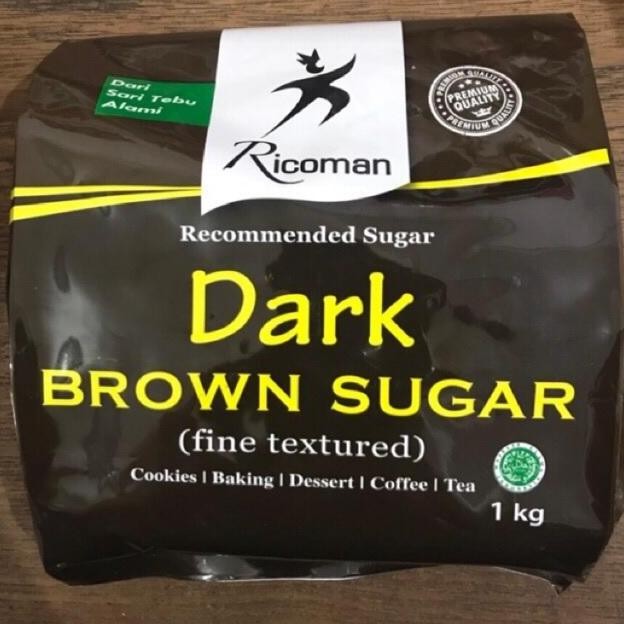 Dari
Sari Tebu
Alami
Ricoman
PREMIUM QUALITY
PREMIUM
QUALITY
PREMIUM QUALITY
Recommended Sugar
Dark
BROWN SUGAR
(fine textured)
Cookies | Baking | Dessert | Coffee | Tea
1 kg